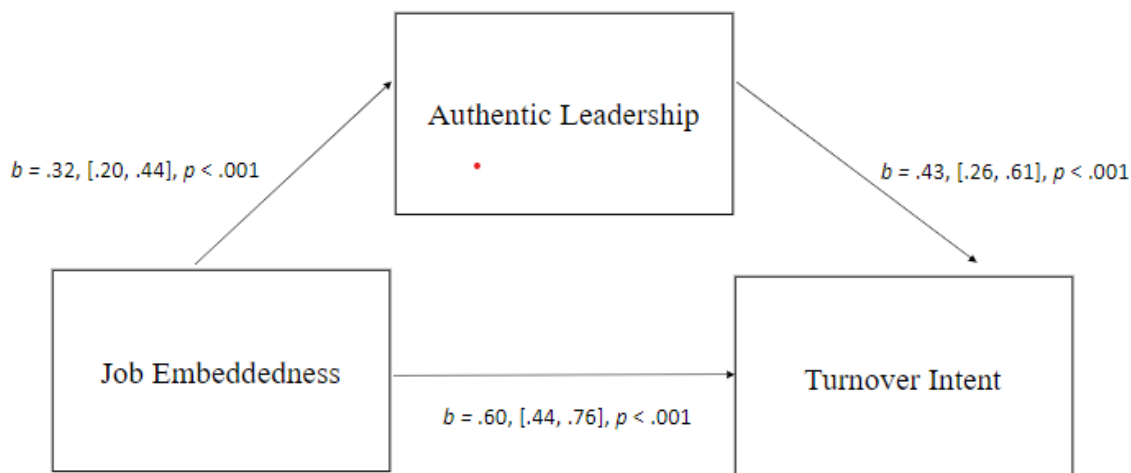 Authentic Leadership
b = .32, [.20, .44], p < .001
b = .43, [.26, .61], p < .001
Job Embeddedness
Turnover Intent
b = .60, [.44, .76], p < .001